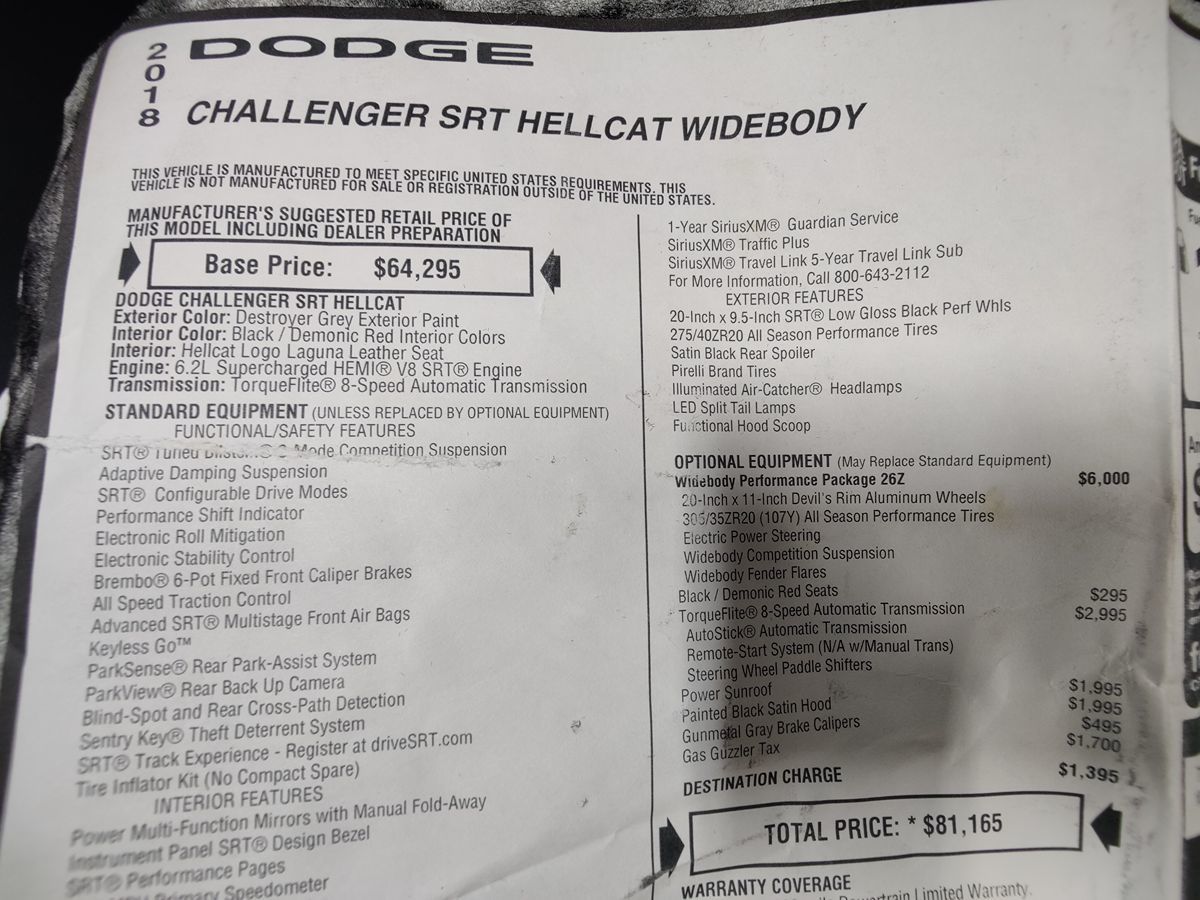 2018 DODGE
CHALLENGER SRT HELLCAT WIDEBODY
THIS VEHICLE IS MANUFACTURED TO MEET SPECIFIC UNITED STATES REQUIREMENTS. THIS
VEHICLE IS NOT MANUFACTURED FOR SALE OR REGISTRATION OUTSIDE OF THE UNITED STATES.
MANUFACTURER'S SUGGESTED RETAIL PRICE OF
THIS MODEL INCLUDING DEALER PREPARATION
Base Price: $64,295
DODGE CHALLENGER SRT HELLCAT
Exterior Color: Destroyer Grey Exterior Paint
Interior Color: Black / Demonic Red Interior Colors
Interior: Hellcat Logo Laguna Leather Seat
Engine: 6.2L Supercharged HEMI® V8 SRT® Engine
Transmission: TorqueFlite® 8-Speed Automatic Transmission
STANDARD EQUIPMENT (UNLESS REPLACED BY OPTIONAL EQUIPMENT)
FUNCTIONAL/SAFETY FEATURES
SRT® Tuned Mode Competition Suspension
Adaptive Damping Suspension
SRT® Configurable Drive Modes
Performance Shift Indicator
Electronic Roll Mitigation
Electronic Stability Control
Brembo® 6-Pot Fixed Front Caliper Brakes
All Speed Traction Control
Advanced SRT® Multistage Front Air Bags
Keyless Go™
ParkSense® Rear Park-Assist System
ParkView® Rear Back Up Camera
Blind-Spot and Rear Cross-Path Detection
Sentry Key® Theft Deterrent System
SRT® Track Experience - Register at driveSRT.com
Tire Inflator Kit (No Compact Spare)
INTERIOR FEATURES
Power Multi-Function Mirrors with Manual Fold-Away
Instrument Panel SRT® Design Bezel
SRT® Performance Pages
Primary Speedometer
1-Year SiriusXM® Guardian Service
SiriusXM® Traffic Plus
SiriusXM® Travel Link 5-Year Travel Link Sub
For More Information, Call 800-643-2112
EXTERIOR FEATURES
20-Inch x 9.5-Inch SRT® Low Gloss Black Perf Whls
275/40ZR20 All Season Performance Tires
Satin Black Rear Spoiler
Pirelli Brand Tires
Illuminated Air-Catcher® Headlamps
LED Split Tail Lamps
Functional Hood Scoop
OPTIONAL EQUIPMENT (May Replace Standard Equipment)
Widebody Performance Package 26Z $6,000
20-Inch x 11-Inch Devil's Rim Aluminum Wheels
305/35ZR20 (107Y) All Season Performance Tires
Electric Power Steering
Widebody Competition Suspension
Widebody Fender Flares
Black / Demonic Red Seats $295
TorqueFlite® 8-Speed Automatic Transmission $2,995
AutoStick® Automatic Transmission
Remote-Start System (N/A w/Manual Trans)
Steering Wheel Paddle Shifters
Power Sunroof $1,995
Painted Black Satin Hood $1,995
Gunmetal Gray Brake Calipers $495
Gas Guzzler Tax $1,700
DESTINATION CHARGE $1,395
TOTAL PRICE: * $81,165
WARRANTY COVERAGE
Powertrain Limited Warranty.